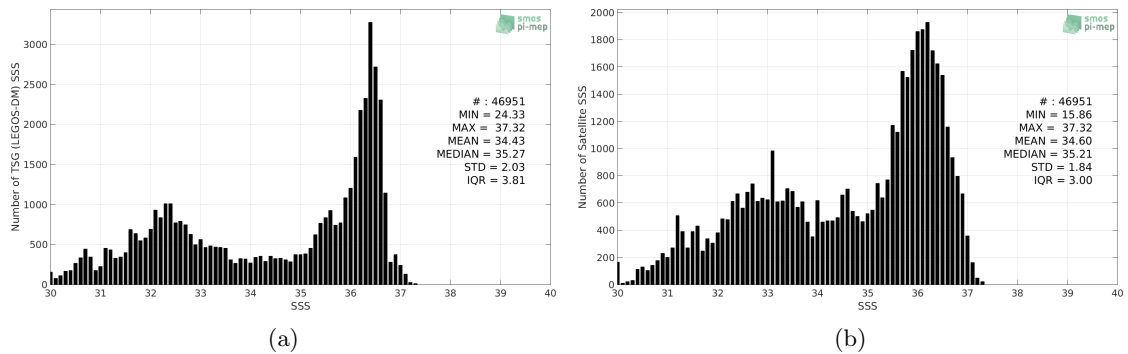 smos
pi-mep
Number of TSG (LEGOS-DM) SSS
3000
2500
2000
1500
1000
500
0
# : 46951
MIN = 24.33
MAX = 37.32
MEAN = 34.43
MEDIAN = 35.27
STD = 2.03
IQR = 3.81
30 31 32 33 34 35 36 37 38 39 40
SSS
(a)
smos
pi-mep
Number of Satellite SSS
2000
1800
1600
1400
1200
1000
800
600
400
200
0
# : 46951
MIN = 15.86
MAX = 37.32
MEAN = 34.60
MEDIAN = 35.21
STD = 1.84
IQR = 3.00
30 31 32 33 34 35 36 37 38 39 40
SSS
(b)